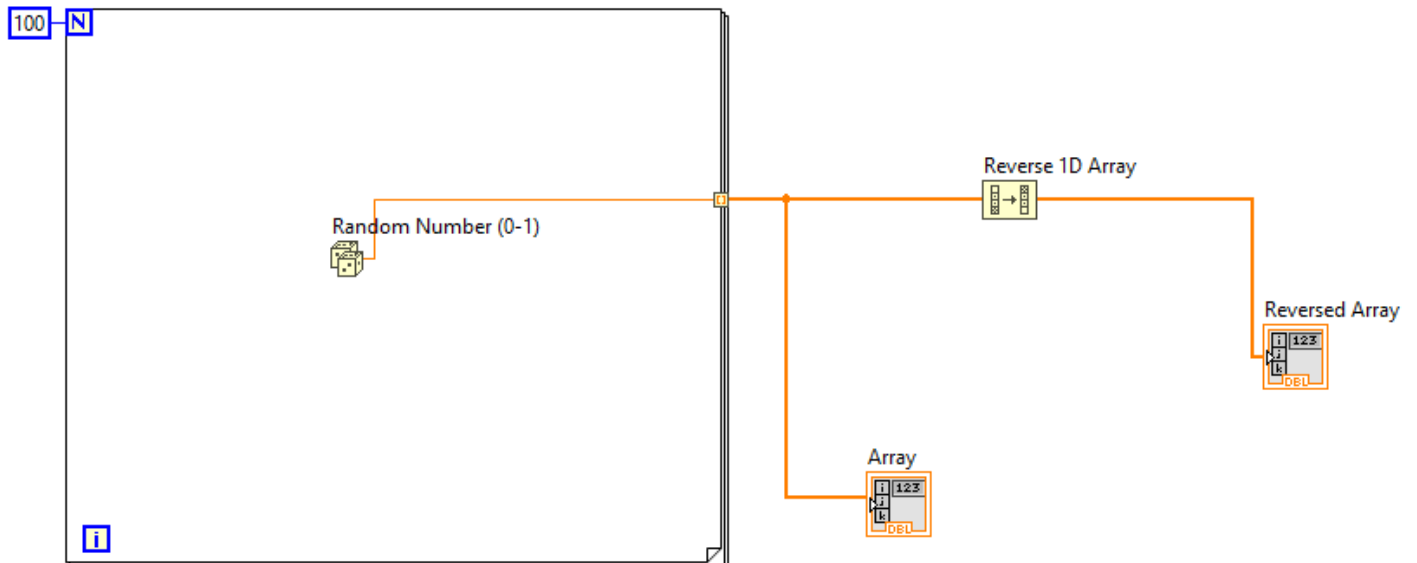 100
N
Reverse 1D Array
Random Number (0-1)
Reversed Array
i 123
j
k
DBL
Array
i 123
j
k
DBL
i